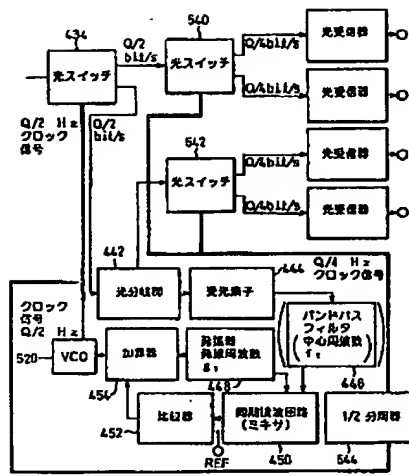 434
540
光スイッチ
Q/2
bit/s
光スイッチ
Q/4bit/s
Q/4bit/s
光受信器
光受信器
Q/2 Hz
クロック
信号
Q/2
bit/s
542
光スイッチ
Q/4bit/s
Q/4bit/s
光受信器
光受信器
442
444
Q/4 Hz
クロック信号
光分岐器
受光素子
クロック
信号
Q/2 Hz
バンドパス
フィルタ
中心周波数
446
520
VCO
加算器
発振器
発振周波数
454
448
比較器
同期検波回路
(ミキサ)
1/2 分周器
452
REF
450
544